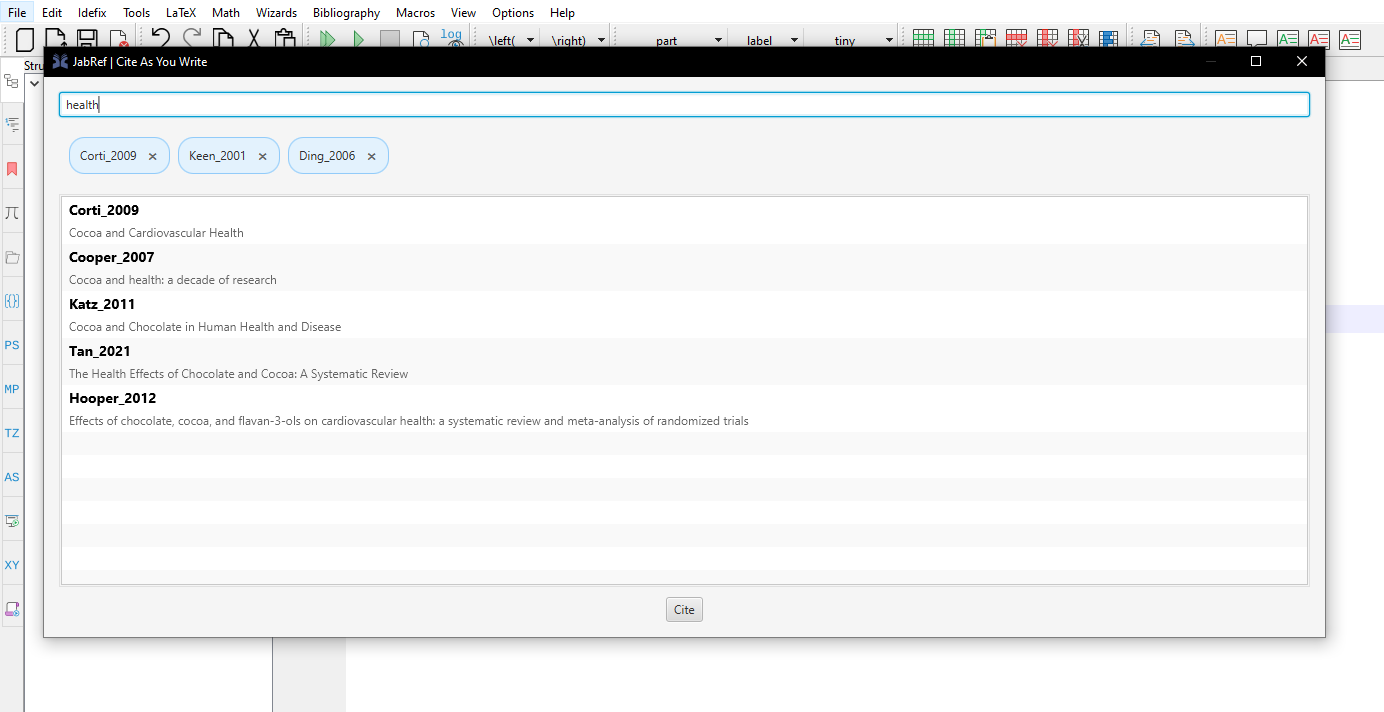 File Edit Idefix Tools LaTeX Math Wizards Bibliography Macros View Options Help
log \left( \right) part label tiny
Stru
JabRef | Cite As You Write
health
Corti_2009 Keen_2001 Ding_2006
Corti_2009
Cocoa and Cardiovascular Health
Cooper_2007
Cocoa and health: a decade of research
Katz_2011
Cocoa and Chocolate in Human Health and Disease
Tan_2021
The Health Effects of Chocolate and Cocoa: A Systematic Review
Hooper_2012
Effects of chocolate, cocoa, and flavan-3-ols on cardiovascular health: a systematic review and meta-analysis of randomized trials
Cite
π
{()}
PS
MP
TZ
AS
XY